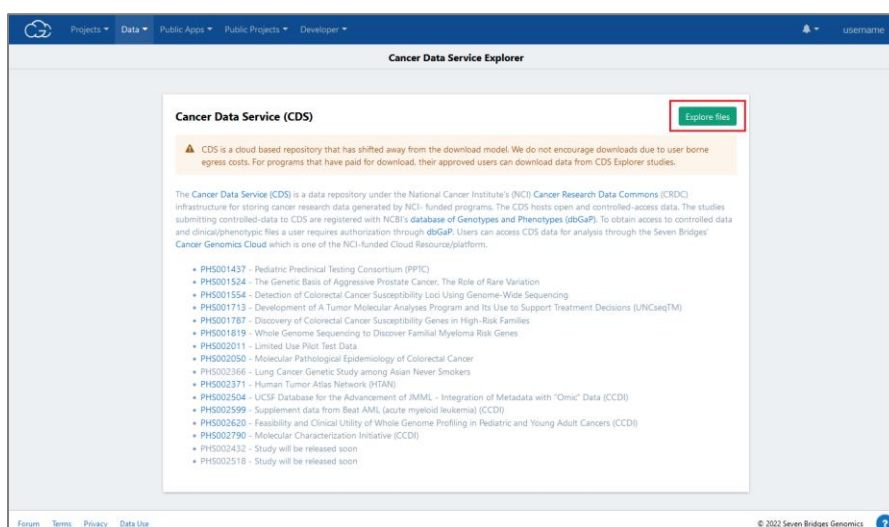 Projects Data Public Apps Public Projects Developer username
Cancer Data Service Explorer
Cancer Data Service (CDS) Explore files
CDS is a cloud based repository that has shifted away from the download model. We do not encourage downloads due to user borne
egress costs. For programs that have paid for download, their approved users can download data from CDS Explorer studies.
The Cancer Data Service (CDS) is a data repository under the National Cancer Institute's (NCI) Cancer Research Data Commons (CRDC)
infrastructure for storing cancer research data generated by NCI- funded programs. The CDS hosts open and controlled-access data. The studies
submitting controlled-data to CDS are registered with NCBI's database of Genotypes and Phenotypes (dbGaP). To obtain access to controlled data
and clinical/phenotypic files a user requires authorization through dbGaP. Users can access CDS data for analysis through the Seven Bridges'
Cancer Genomics Cloud which is one of the NCI-funded Cloud Resource/platform.
• PHS001437 - Pediatric Preclinical Testing Consortium (PPTC)
• PHS001524 - The Genetic Basis of Aggressive Prostate Cancer, The Role of Rare Variation
• PHS001554 - Detection of Colorectal Cancer Susceptibility Loci Using Genome-Wide Sequencing
• PHS001713 - Development of A Tumor Molecular Analyses Program and Its Use to Support Treatment Decisions (UNCseqTM)
• PHS001787 - Discovery of Colorectal Cancer Susceptibility Genes in High-Risk Families
• PHS001819 - Whole Genome Sequencing to Discover Familial Myeloma Risk Genes
• PHS002011 - Limited Use Pilot Test Data
• PHS002050 - Molecular Pathological Epidemiology of Colorectal Cancer
• PHS002366 - Lung Cancer Genetic Study among Asian Never Smokers
• PHS002371 - Human Tumor Atlas Network (HTAN)
• PHS002504 - UCSF Database for the Advancement of JMML - Integration of Metadata with "Omic" Data (CCDI)
• PHS002599 - Supplement data from Beat AML (acute myeloid leukemia) (CCDI)
• PHS002620 - Feasibility and Clinical Utility of Whole Genome Profiling in Pediatric and Young Adult Cancers (CCDI)
• PHS002790 - Molecular Characterization Initiative (CCDI)
• PHS002432 - Study will be released soon
• PHS002518 - Study will be released soon
Forum Terms Privacy Data Use © 2022 Seven Bridges Genomics ?